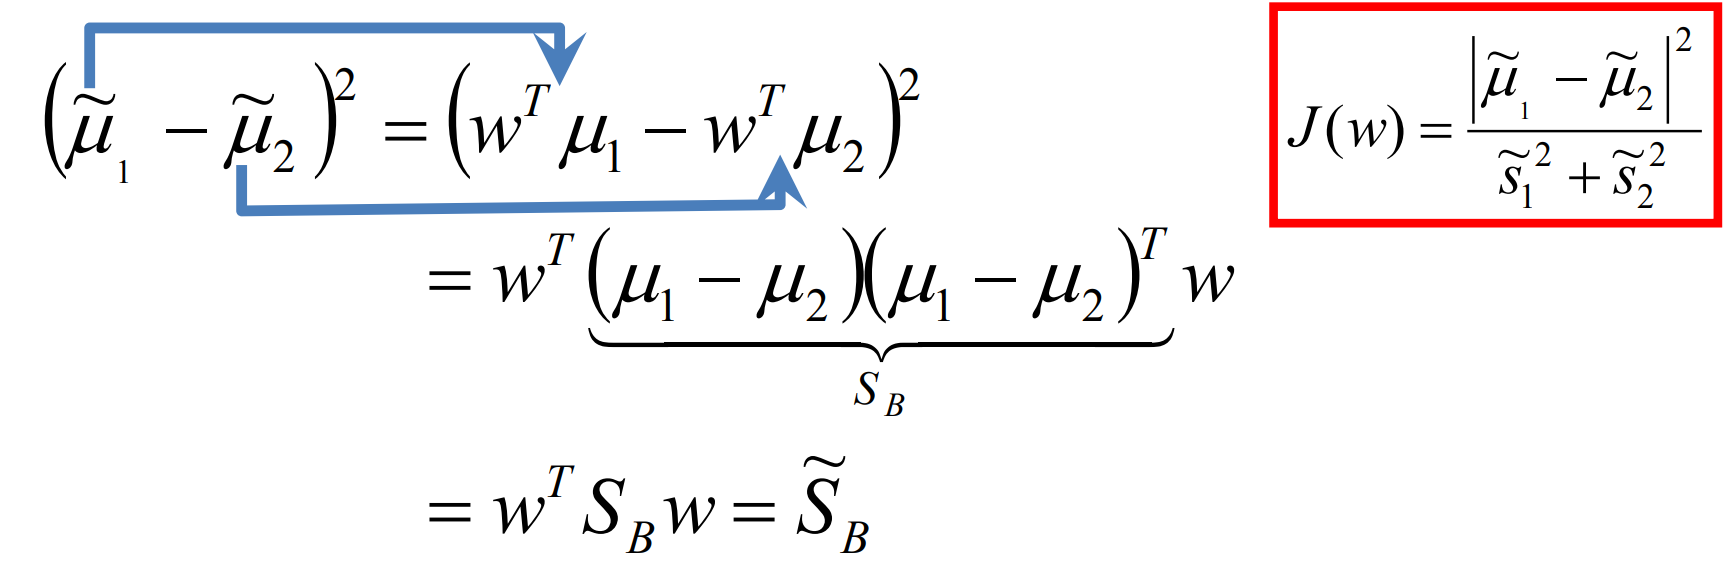 (μ̃₁ − μ̃₂)² = (wᵀμ₁ − wᵀμ₂)²
J(w) = |μ̃₁ − μ̃₂|² / (s̃₁² + s̃₂²)
= wᵀ(μ₁ − μ₂)(μ₁ − μ₂)ᵀw
S_B
= wᵀS_Bw = S̃_B